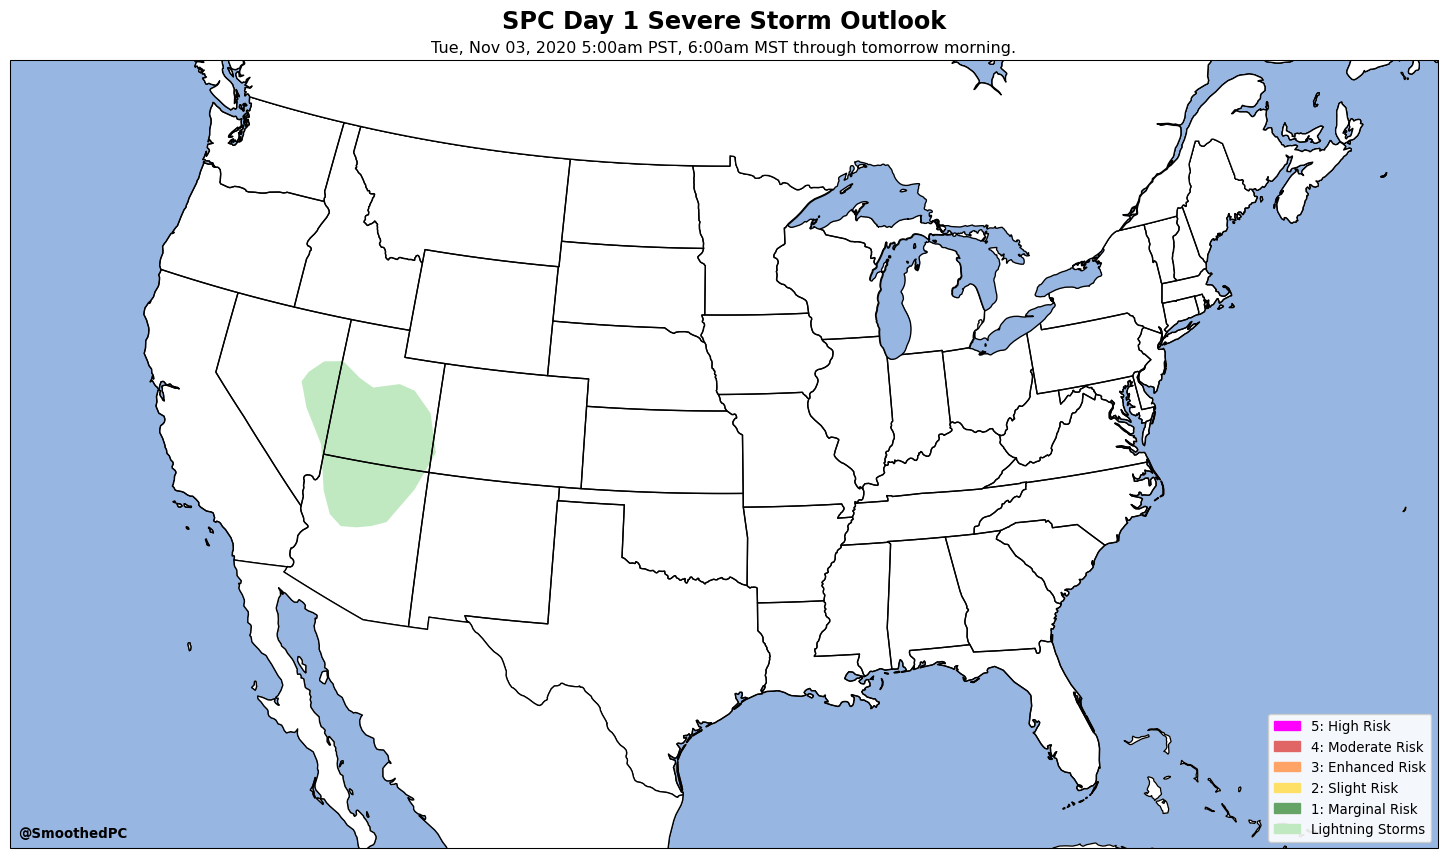 SPC Day 1 Severe Storm Outlook
Tue, Nov 03, 2020 5:00am PST, 6:00am MST through tomorrow morning.
5: High Risk
4: Moderate Risk
3: Enhanced Risk
2: Slight Risk
1: Marginal Risk
Lightning Storms
@SmoothedPC